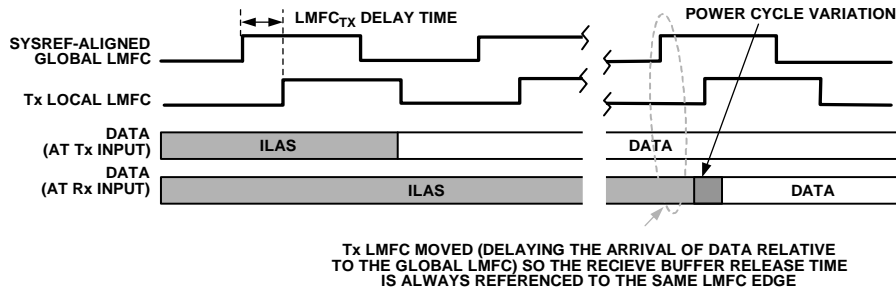 LMFCTX DELAY TIME
POWER CYCLE VARIATION
SYSREF-ALIGNED
GLOBAL LMFC
Tx LOCAL LMFC
DATA
(AT Tx INPUT)
ILAS
DATA
DATA
(AT Rx INPUT)
ILAS
DATA
Tx LMFC MOVED (DELAYING THE ARRIVAL OF DATA RELATIVE
TO THE GLOBAL LMFC) SO THE RECIEVE BUFFER RELEASE TIME
IS ALWAYS REFERENCED TO THE SAME LMFC EDGE